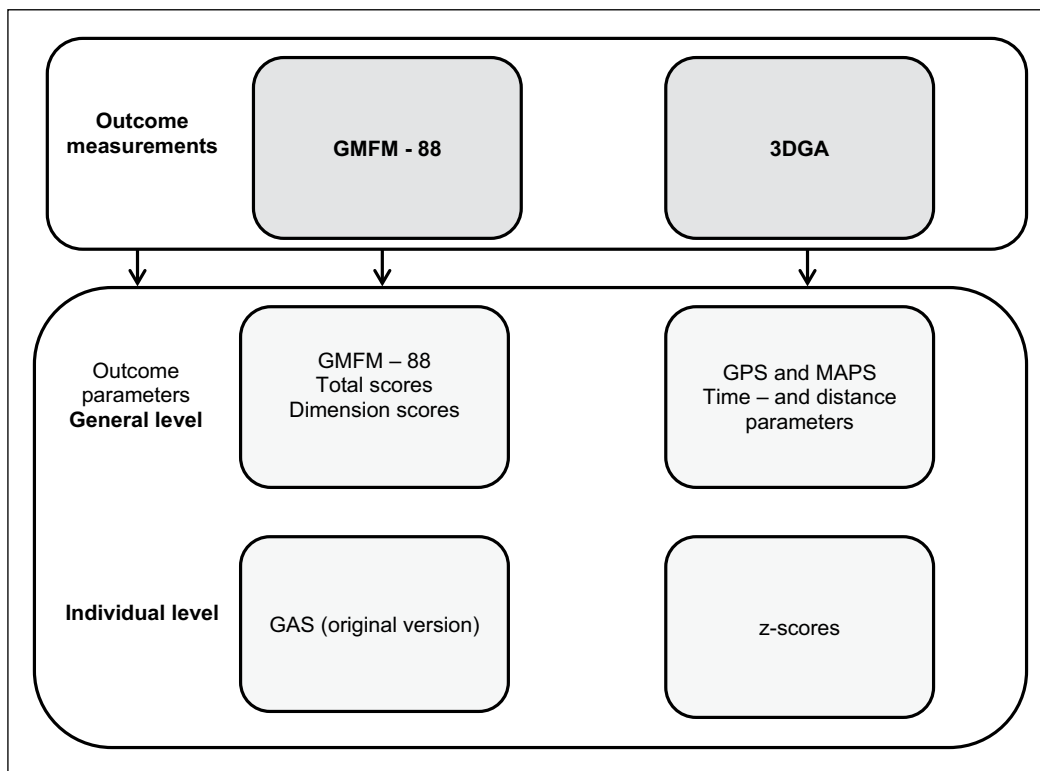 Outcome
measurements
GMFM - 88
3DGA
Outcome
parameters
General level
GMFM – 88
Total scores
Dimension scores
GPS and MAPS
Time – and distance
parameters
Individual level
GAS (original version)
z-scores